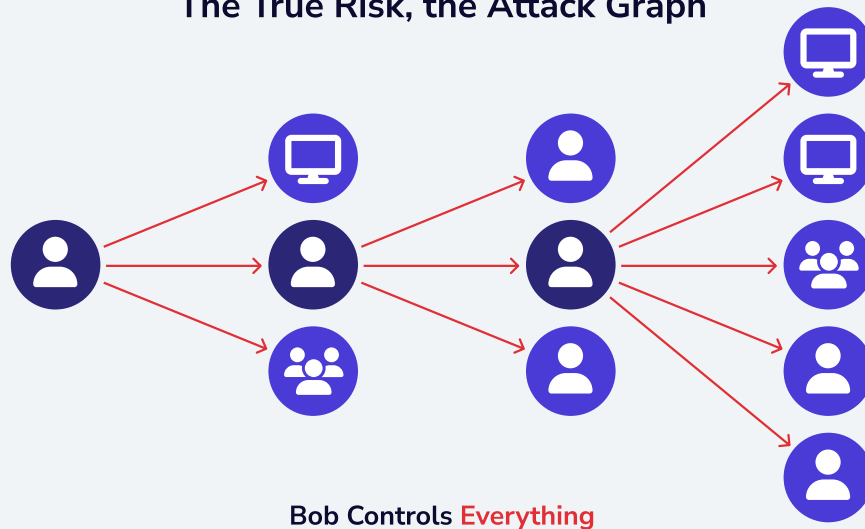 The True Risk, the Attack Graph
Bob Controls Everything